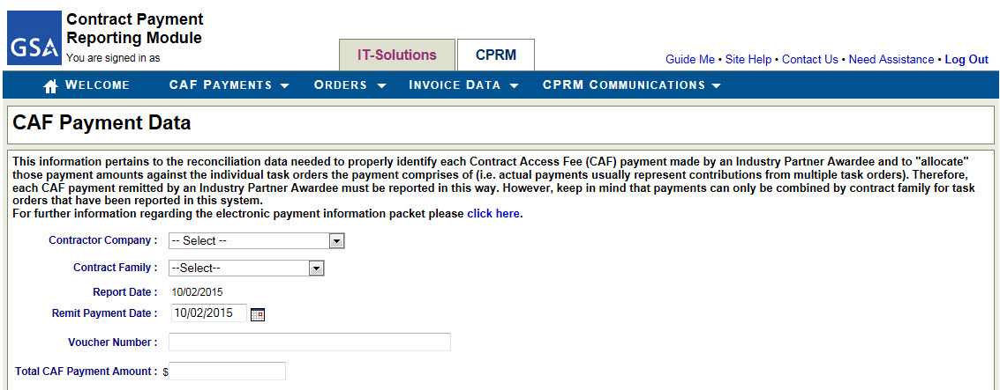 GSA
Contract Payment
Reporting Module
You are signed in as
IT-Solutions
CPRM
Guide Me • Site Help • Contact Us • Need Assistance • Log Out
WELCOME CAF PAYMENTS ORDERS INVOICE DATA CPRM COMMUNICATIONS
CAF Payment Data
This information pertains to the reconciliation data needed to properly identify each Contract Access Fee (CAF) payment made by an Industry Partner Awardee and to "allocate"
those payment amounts against the individual task orders the payment comprises of (i.e. actual payments usually represent contributions from multiple task orders). Therefore,
each CAF payment remitted by an Industry Partner Awardee must be reported in this way. However, keep in mind that payments can only be combined by contract family for task
orders that have been reported in this system.
For further information regarding the electronic payment information packet please click here.
Contractor Company : -- Select --
Contract Family : --Select--
Report Date : 10/02/2015
Remit Payment Date : 10/02/2015
Voucher Number :
Total CAF Payment Amount : $